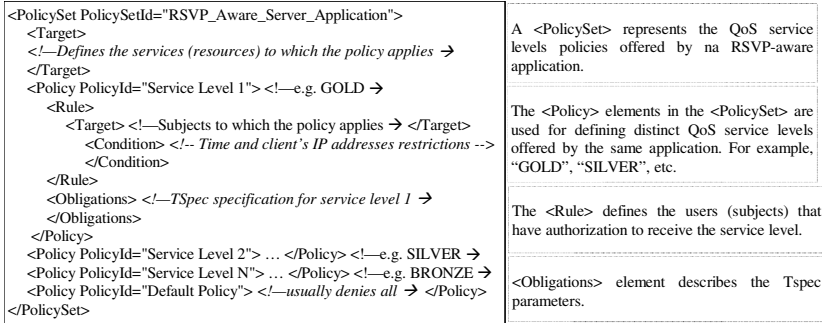 <PolicySet PolicySetId="RSVP_Aware_Server_Application">
<Target>
<!—Defines the services (resources) to which the policy applies →
</Target>
<Policy PolicyId="Service Level 1"> <!—e.g. GOLD →
<Rule>
<Target> <!—Subjects to which the policy applies → </Target>
<Condition> <!-- Time and client's IP addresses restrictions -->
</Condition>
</Rule>
<Obligations> <!—TSpec specification for service level 1 →
</Obligations>
</Policy>
<Policy PolicyId="Service Level 2"> … </Policy> <!—e.g. SILVER →
<Policy PolicyId="Service Level N"> … </Policy> <!—e.g. BRONZE →
<Policy PolicyId="Default Policy"> <!—usually denies all → </Policy>
</PolicySet>
A <PolicySet> represents the QoS service
levels policies offered by na RSVP-aware
application.
The <Policy> elements in the <PolicySet> are
used for defining distinct QoS service levels
offered by the same application. For example,
“GOLD”, “SILVER”, etc.
The <Rule> defines the users (subjects) that
have authorization to receive the service level.
<Obligations> element describes the Tspec
parameters.